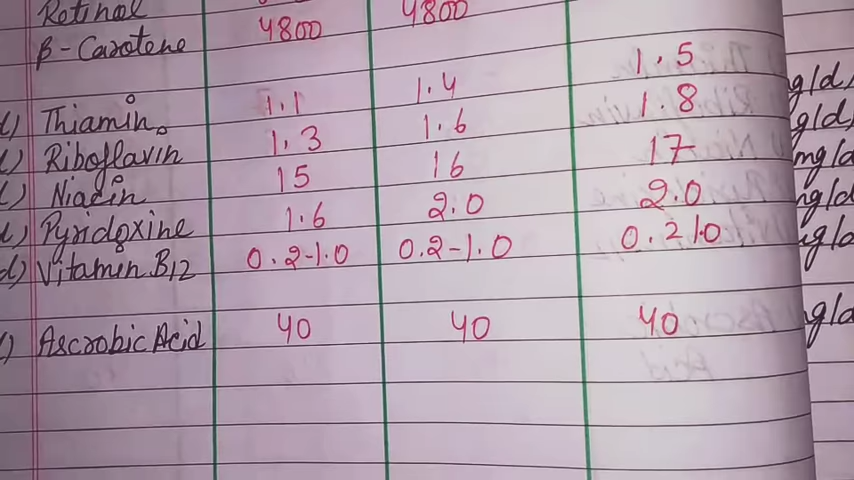 Retinol
4800 4800
β-Carotene
1.5
Thiamin 1.1 1.4 1.8
Riboflavin 1.3 1.6 17
Niacin 15 16 2.0
Pyridoxine 1.6 2.0 0.2 1.0
Vitamin B12 0.2-1.0 0.2-1.0
Ascrobic Acid 40 40 40